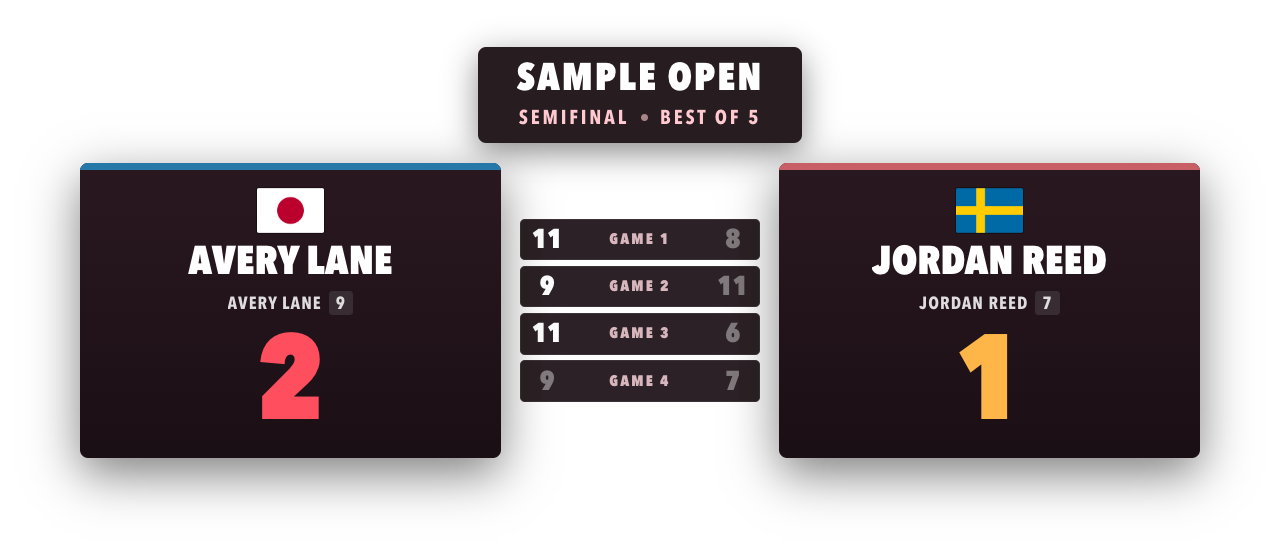 SAMPLE OPEN
SEMIFINAL • BEST OF 5
AVERY LANE
AVERY LANE 9
2
11 GAME 1 8
9 GAME 2 11
11 GAME 3 6
9 GAME 4 7
JORDAN REED
JORDAN REED 7
1